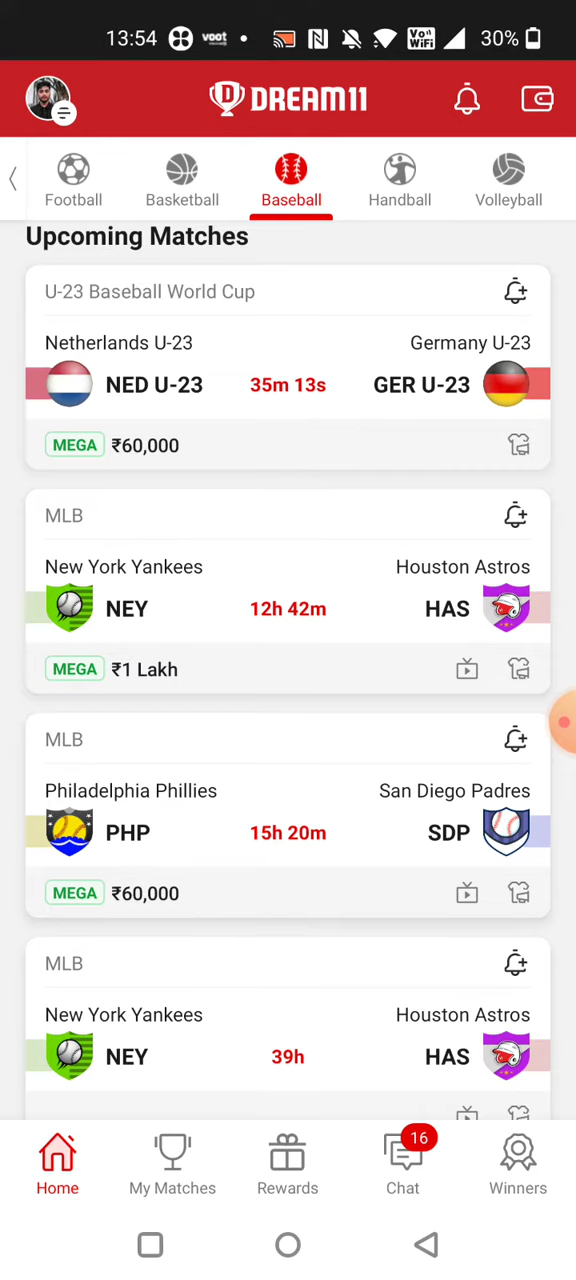 13:54 voot Vo" WiFi 30%
DREAM11
Football Basketball Baseball Handball Volleyball
Upcoming Matches
U-23 Baseball World Cup
Netherlands U-23 Germany U-23
NED U-23 35m 13s GER U-23
MEGA ₹60,000
MLB
New York Yankees Houston Astros
NEY 12h 42m HAS
MEGA ₹1 Lakh
MLB
Philadelphia Phillies San Diego Padres
PHP 15h 20m SDP
MEGA ₹60,000
MLB
New York Yankees Houston Astros
NEY 39h HAS
16
Home My Matches Rewards Chat Winners